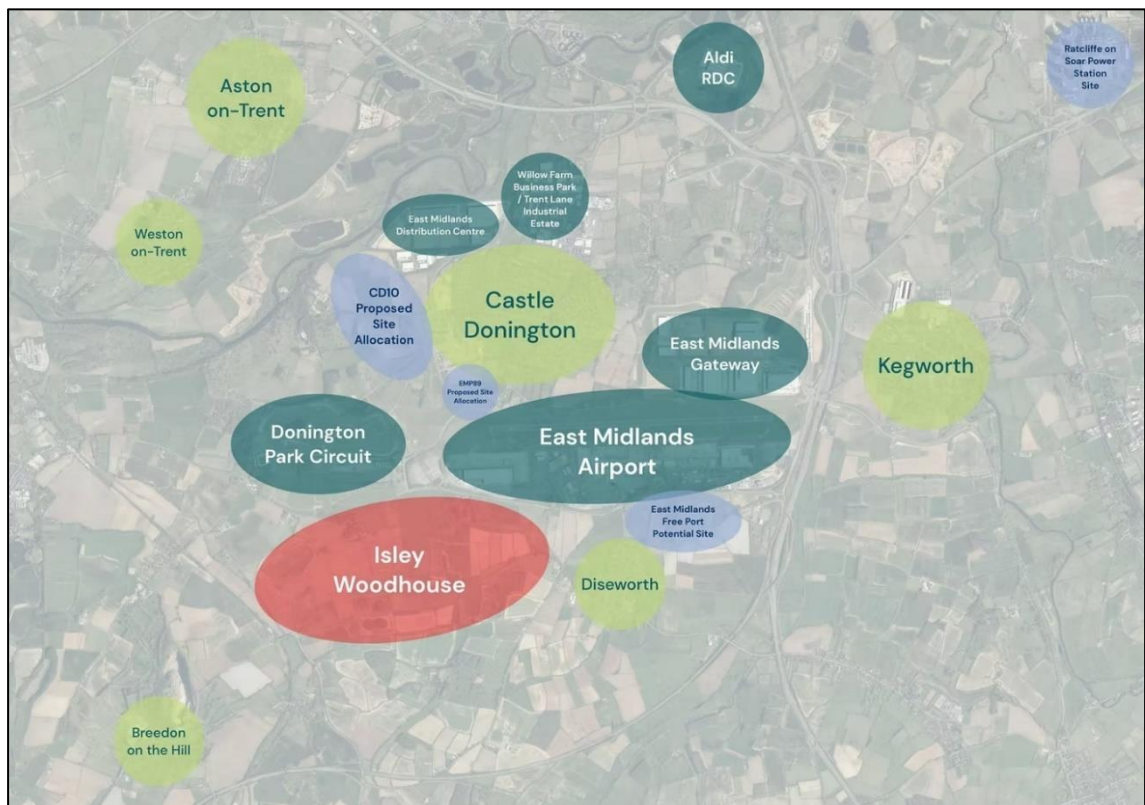 Aldi
RDC
Ratcliffe on
Soar Power
Station
Site
Aston
on-Trent
Willow Farm
Business Park
/ Trent Lane
Industrial
Estate
East Midlands
Distribution Centre
Weston
on-Trent
CD10
Proposed
Site
Allocation
Castle
Donington
East Midlands
Gateway
Kegworth
EMP89
Proposed Site
Allocation
Donington
Park Circuit
East Midlands
Airport
East Midlands
Free Port
Potential Site
Isley
Woodhouse
Diseworth
Breedon
on the Hill